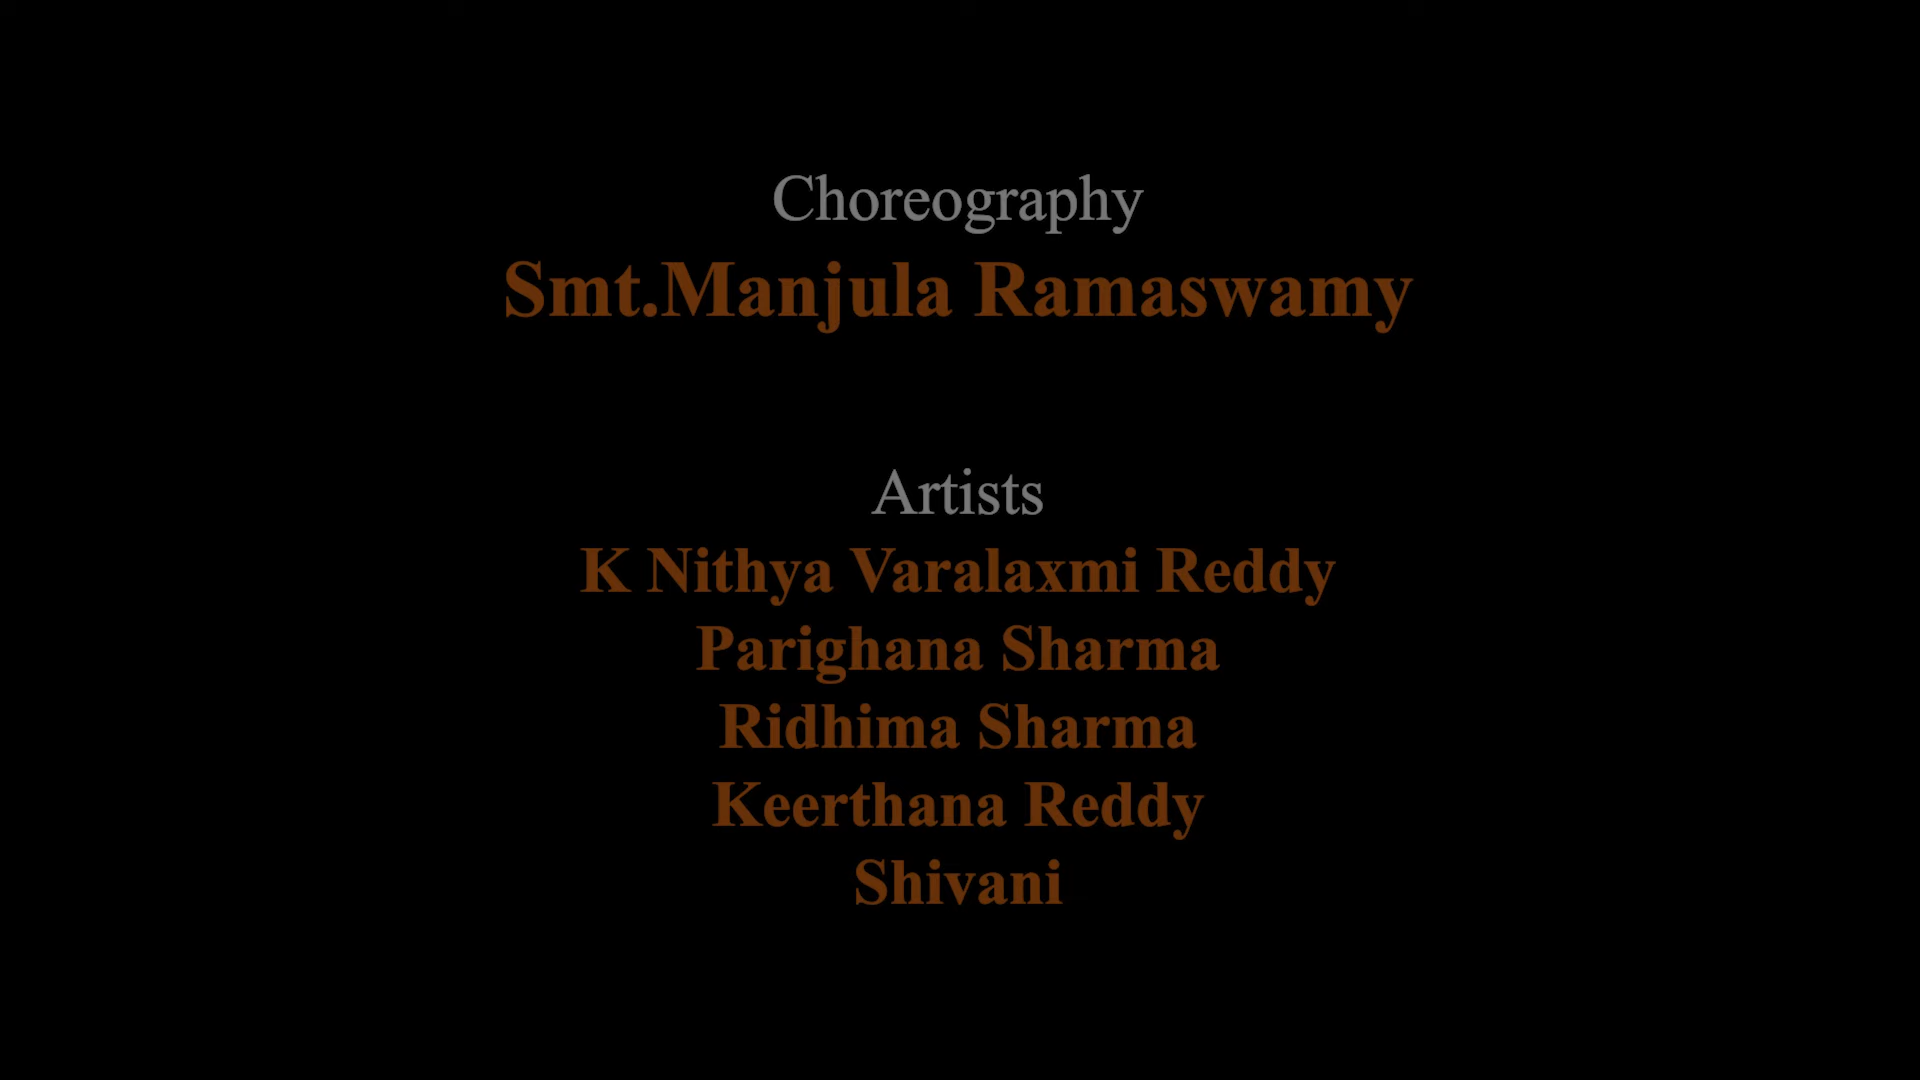 Choreography
Smt.Manjula Ramaswamy
Artists
K Nithya Varalaxmi Reddy
Parighana Sharma
Ridhima Sharma
Keerthana Reddy
Shivani